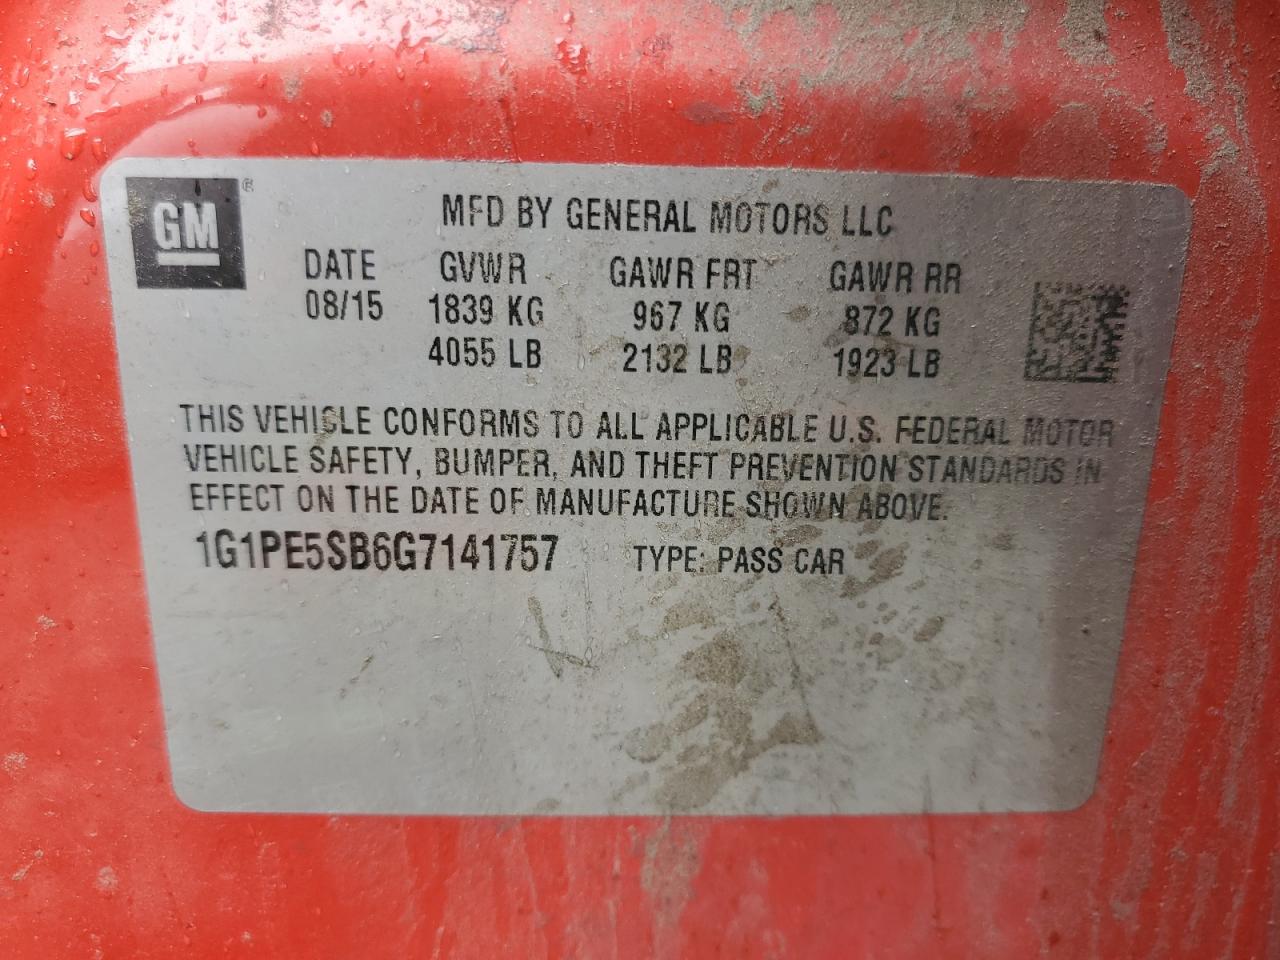 GM ®
MFD BY GENERAL MOTORS LLC
DATE GVWR GAWR FRT GAWR RR
08/15 1839 KG 967 KG 872 KG
4055 LB 2132 LB 1923 LB
THIS VEHICLE CONFORMS TO ALL APPLICABLE U.S. FEDERAL MOTOR
VEHICLE SAFETY, BUMPER, AND THEFT PREVENTION STANDARDS IN
EFFECT ON THE DATE OF MANUFACTURE SHOWN ABOVE.
1G1PE5SB6G7141757 TYPE: PASS CAR